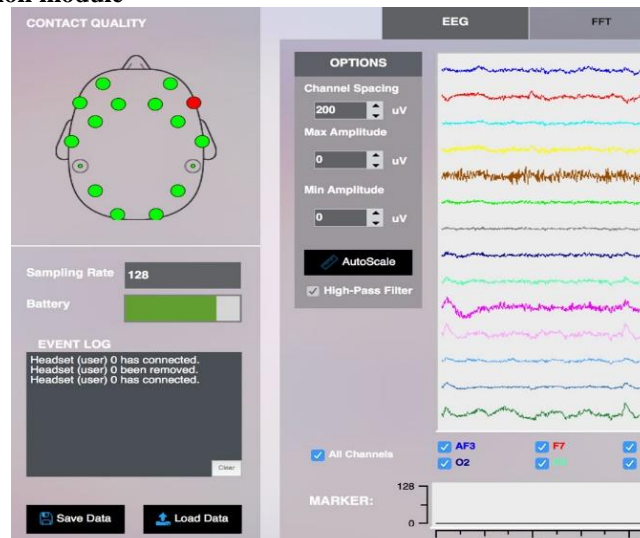 ion module
CONTACT QUALITY
EEG
FFT
OPTIONS
Channel Spacing
200 uV
Max Amplitude
0 uV
Min Amplitude
0 uV
AutoScale
High-Pass Filter
Sampling Rate 128
Battery
EVENT LOG
Headset (user) 0 has connected.
Headset (user) 0 been removed.
Headset (user) 0 has connected.
Clear
Save Data
Load Data
All Channels
AF3
F7
O2
MARKER:
128
0